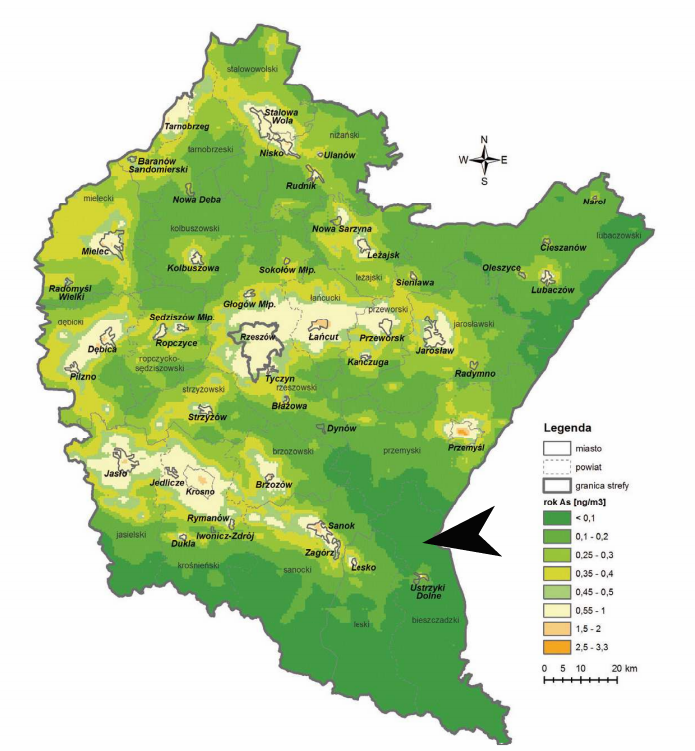 stalowowolski
Tarnobrzeg
Stalowa
Wola
niżański
tarnobrzeski
Nisko
Ulanów
Baranów
Sandomierski
Rudnik
mielecki
Nowa Dęba
Narol
kolbuszowski
Nowa Sarzyna
lubaczowski
Mielec
Leżajsk
Cieszanów
Kolbuszowa
Sokołów Młp.
leżajski
Oleszyce
Sieniawa
Lubaczów
Radomyśl
Wielki
Głogów Młp.
łańcucki
przeworski
dębicki
Sędziszów Młp.
jarosławski
Rzeszów
Łańcut
Przeworsk
Ropczyce
Dębica
Jarosław
ropczycko-
sędziszowski
Kańczuga
Pilzno
Tyczyn
rzeszowski
Radymno
strzyżowski
Błażowa
Strzyżów
Dynów
Przemyśl
brzozowski
przemyski
Jasło
Jedlicze
Krosno
Brzozów
Rymanów
Sanok
jasielski
Iwonicz-Zdrój
Dukla
Zagórz
krośnieński
sanocki
Lesko
Ustrzyki
Dolne
leski
bieszczadzki
N
W E
S
Legenda
miasto
powiat
granica strefy
rok As [ng/m3]
< 0,1
0,1 - 0,2
0,25 - 0,3
0,35 - 0,4
0,45 - 0,5
0,55 - 1
1,5 - 2
2,5 - 3,3
0 5 10 20 km